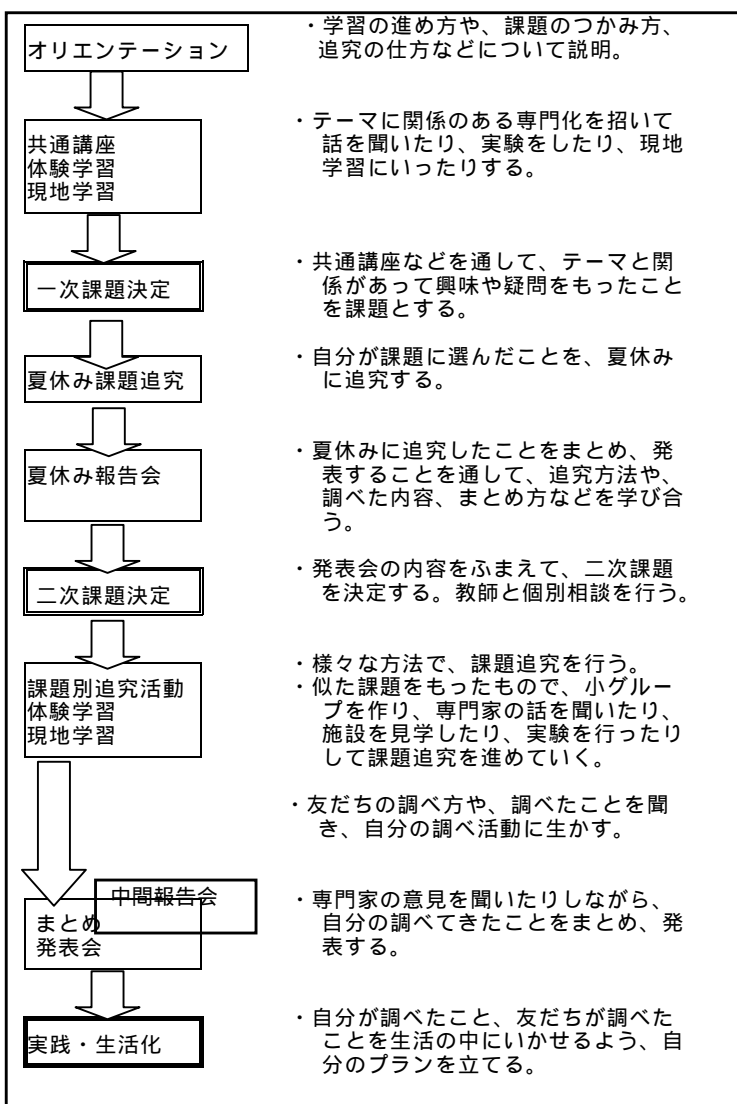 オリエンテーション
・学習の進め方や、課題のつかみ方、
追究の仕方などについて説明。
共通講座
体験学習
現地学習
・テーマに関係のある専門化を招いて
話を聞いたり、実験をしたり、現地
学習にいったりする。
一次課題決定
・共通講座などを通して、テーマと関
係があって興味や疑問をもったこと
を課題とする。
夏休み課題追究
・自分が課題に選んだことを、夏休み
に追究する。
夏休み報告会
・夏休みに追究したことをまとめ、発
表することを通して、追究方法や、
調べた内容、まとめ方などを学び合
う。
二次課題決定
・発表会の内容をふまえて、二次課題
を決定する。教師と個別相談を行う。
課題別追究活動
体験学習
現地学習
・様々な方法で、課題追究を行う。
・似た課題をもったもので、小グルー
プを作り、専門家の話を聞いたり、
施設を見学したり、実験を行ったり
して課題追究を進めていく。
・友だちの調べ方や、調べたことを聞
き、自分の調べ活動に生かす。
中間報告会
まとめ
発表会
・専門家の意見を聞いたりしながら、
自分の調べてきたことをまとめ、発
表する。
実践・生活化
・自分が調べたこと、友だちが調べた
ことを生活の中にいかせるよう、自
分のプランを立てる。